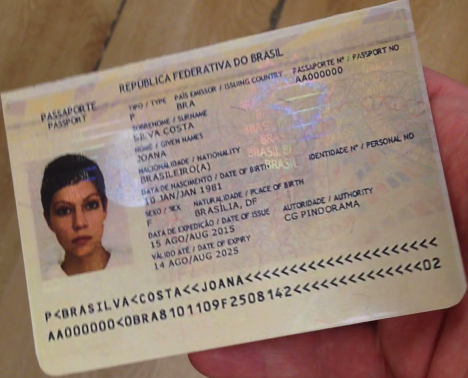 REPÚBLICA FEDERATIVA DO BRASIL
PASSAPORTE
PASSPORT
TIPO / TYPE PAÍS EMISSOR / ISSUING COUNTRY PASSAPORTE Nº / PASSPORT NO
P BRA AA000000
SOBRENOME / SURNAME
SILVA COSTA
NOME / GIVEN NAMES
JOANA
NACIONALIDADE / NATIONALITY
BRASILEIRO(A)
DATA DE NASCIMENTO / DATE OF BIRTH IDENTIDADE Nº / PERSONAL NO
10 JAN/JAN 1981
SEXO / SEX NATURALIDADE / PLACE OF BIRTH
F BRASÍLIA, DF
DATA DE EXPEDIÇÃO / DATE OF ISSUE AUTORIDADE / AUTHORITY
15 AGO/AUG 2015 CG PINDORAMA
VÁLIDO ATÉ / DATE OF EXPIRY
14 AGO/AUG 2025
BRASIL
P<BRASILVA<COSTA<<JOANA<<<<<<<<<<<<<<<<<<<<<
AA000000<0BRA8101109F2508142<<<<<<<<<<<<<<02